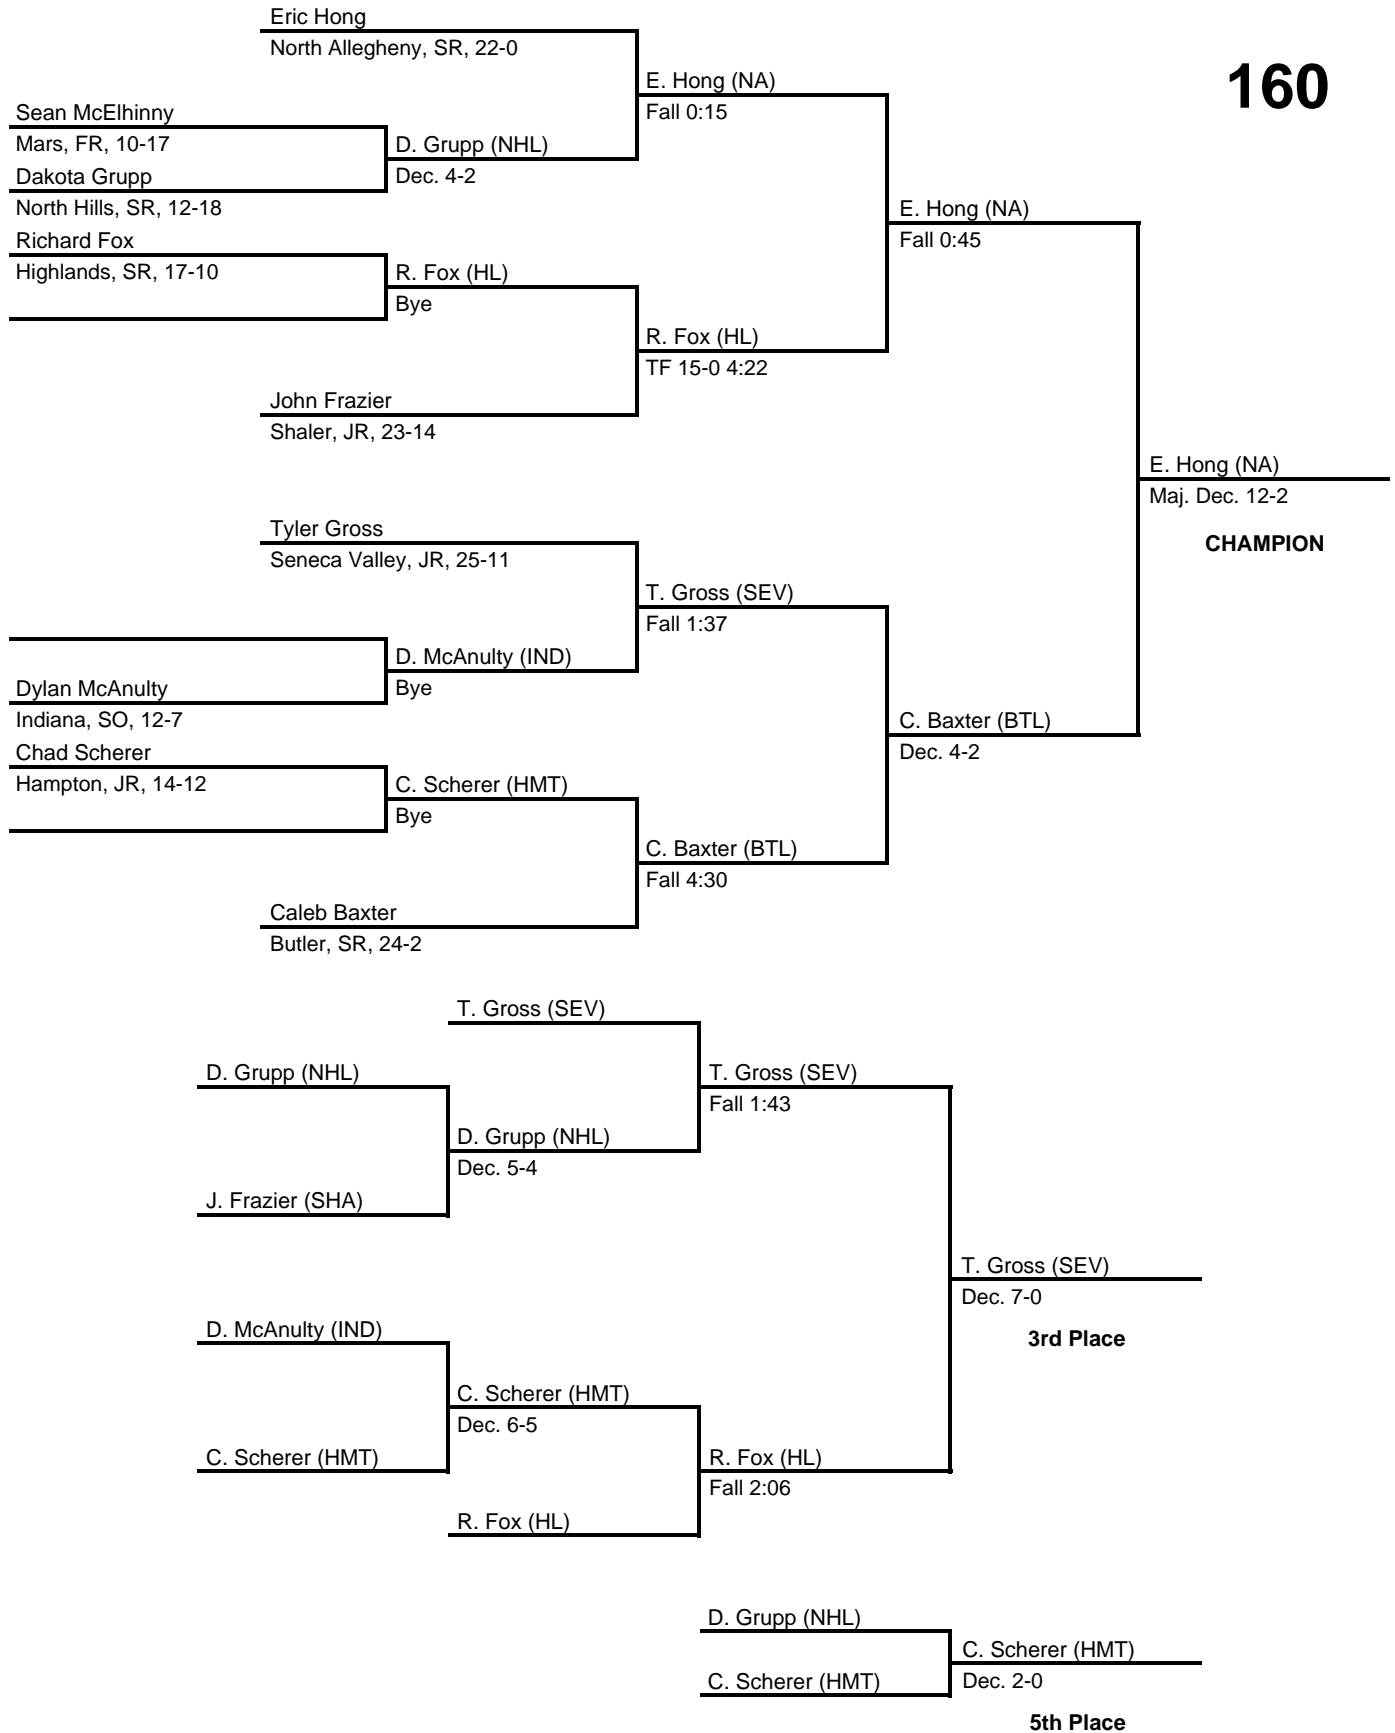 Eric Hong
North Allegheny, SR, 22-0
160
E. Hong (NA)
Fall 0:15
Sean McElhinny
Mars, FR, 10-17
D. Grupp (NHL)
Dec. 4-2
Dakota Grupp
North Hills, SR, 12-18
E. Hong (NA)
Fall 0:45
Richard Fox
Highlands, SR, 17-10
R. Fox (HL)
Bye
R. Fox (HL)
TF 15-0 4:22
John Frazier
Shaler, JR, 23-14
E. Hong (NA)
Maj. Dec. 12-2
CHAMPION
Tyler Gross
Seneca Valley, JR, 25-11
T. Gross (SEV)
Fall 1:37
D. McAnulty (IND)
Bye
Dylan McAnulty
Indiana, SO, 12-7
C. Baxter (BTL)
Dec. 4-2
Chad Scherer
Hampton, JR, 14-12
C. Scherer (HMT)
Bye
C. Baxter (BTL)
Fall 4:30
Caleb Baxter
Butler, SR, 24-2
T. Gross (SEV)
D. Grupp (NHL)
T. Gross (SEV)
Fall 1:43
D. Grupp (NHL)
Dec. 5-4
J. Frazier (SHA)
T. Gross (SEV)
Dec. 7-0
3rd Place
D. McAnulty (IND)
C. Scherer (HMT)
Dec. 6-5
C. Scherer (HMT)
R. Fox (HL)
Fall 2:06
R. Fox (HL)
D. Grupp (NHL)
C. Scherer (HMT)
Dec. 2-0
C. Scherer (HMT)
5th Place